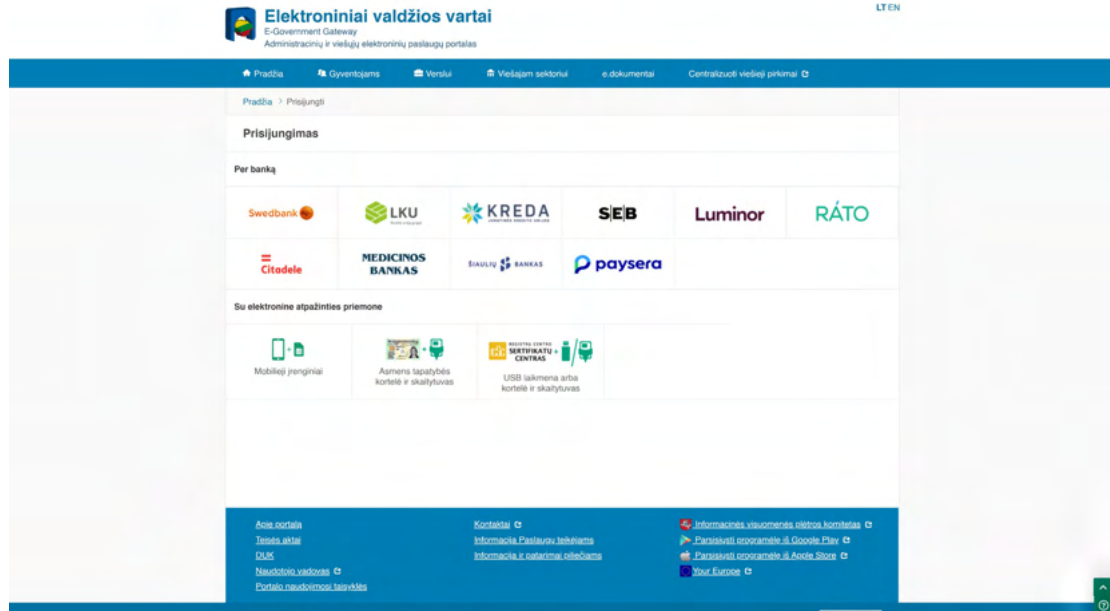 Elektroniniai valdžios vartai
LT EN
E-Government Gateway
Administracinių ir viešųjų elektroninių paslaugų portalas
Pradžia Gyventojams Verslui Viešajam sektoriui e.dokumentai Centralizuoti viešieji pirkimai
Pradžia > Prisijungti
Prisijungimas
Per banką
Swedbank LKU KREDA SEB Luminor RÁTO
Citadele MEDICINOS BANKAS ŠIAULIŲ BANKAS paysera
Su elektronine atpažinties priemone
REGISTRŲ CENTRO
SERTIFIKATŲ
CENTRAS
Mobilieji įrenginiai
Asmens tapatybės
kortelė ir skaitytuvas
USB laikmena arba
kortelė ir skaitytuvas
Apie portalą Kontaktai Informacinės visuomenės plėtros komitetas
Teisės aktai Informacija Paslaugų teikėjams Parsisiųsti programėlę iš Google Play
DUK Informacija ir patarimai piliečiams Parsisiųsti programėlę iš Apple Store
Naudotojo vadovas Your Europe
Portalo naudojimosi taisyklės